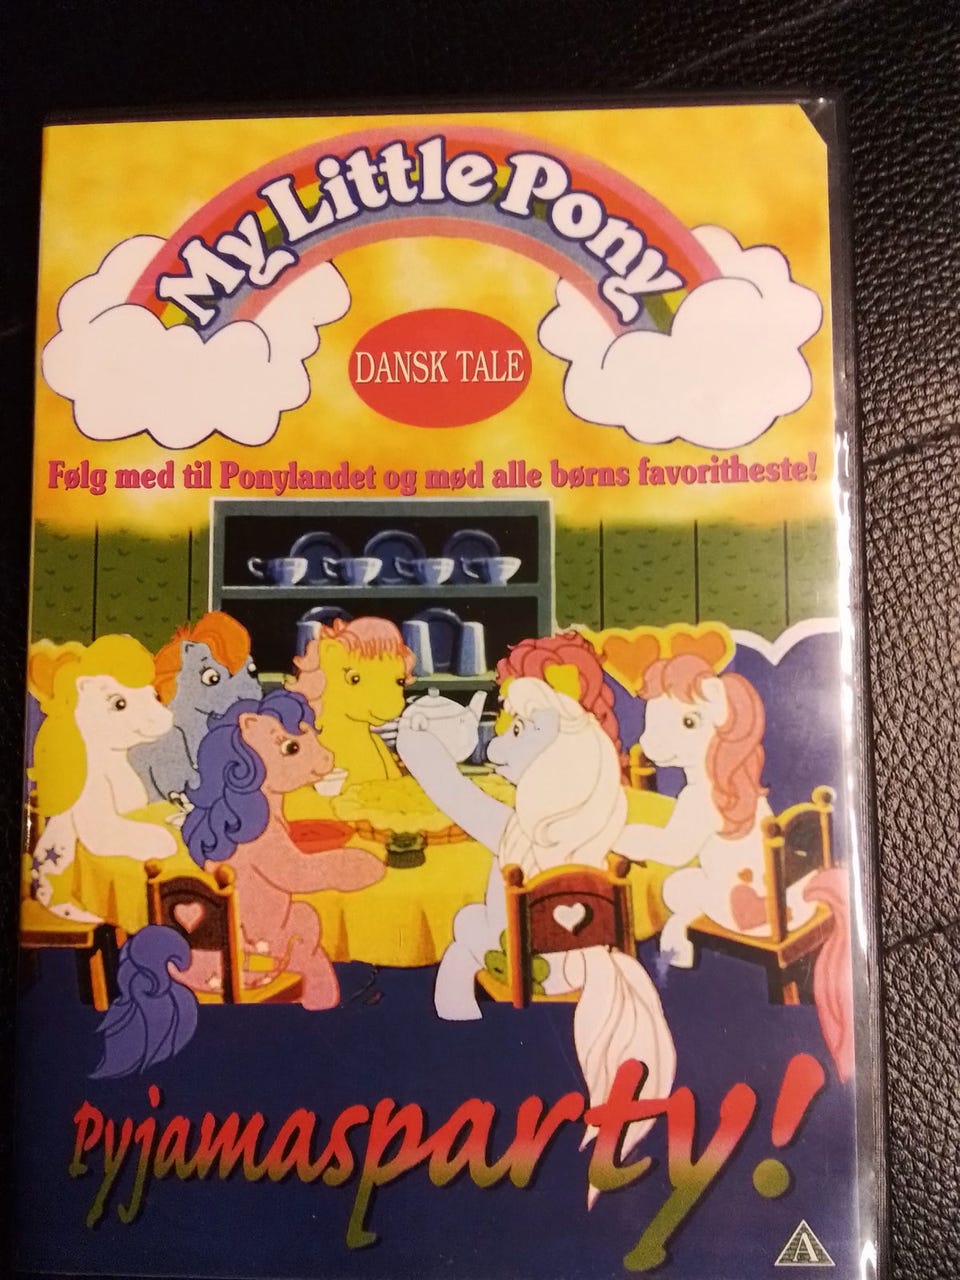 My Little Pony
DANSK TALE
Følg med til Ponylandet og mød alle børns favoritheste!
Pyjamasparty!
A